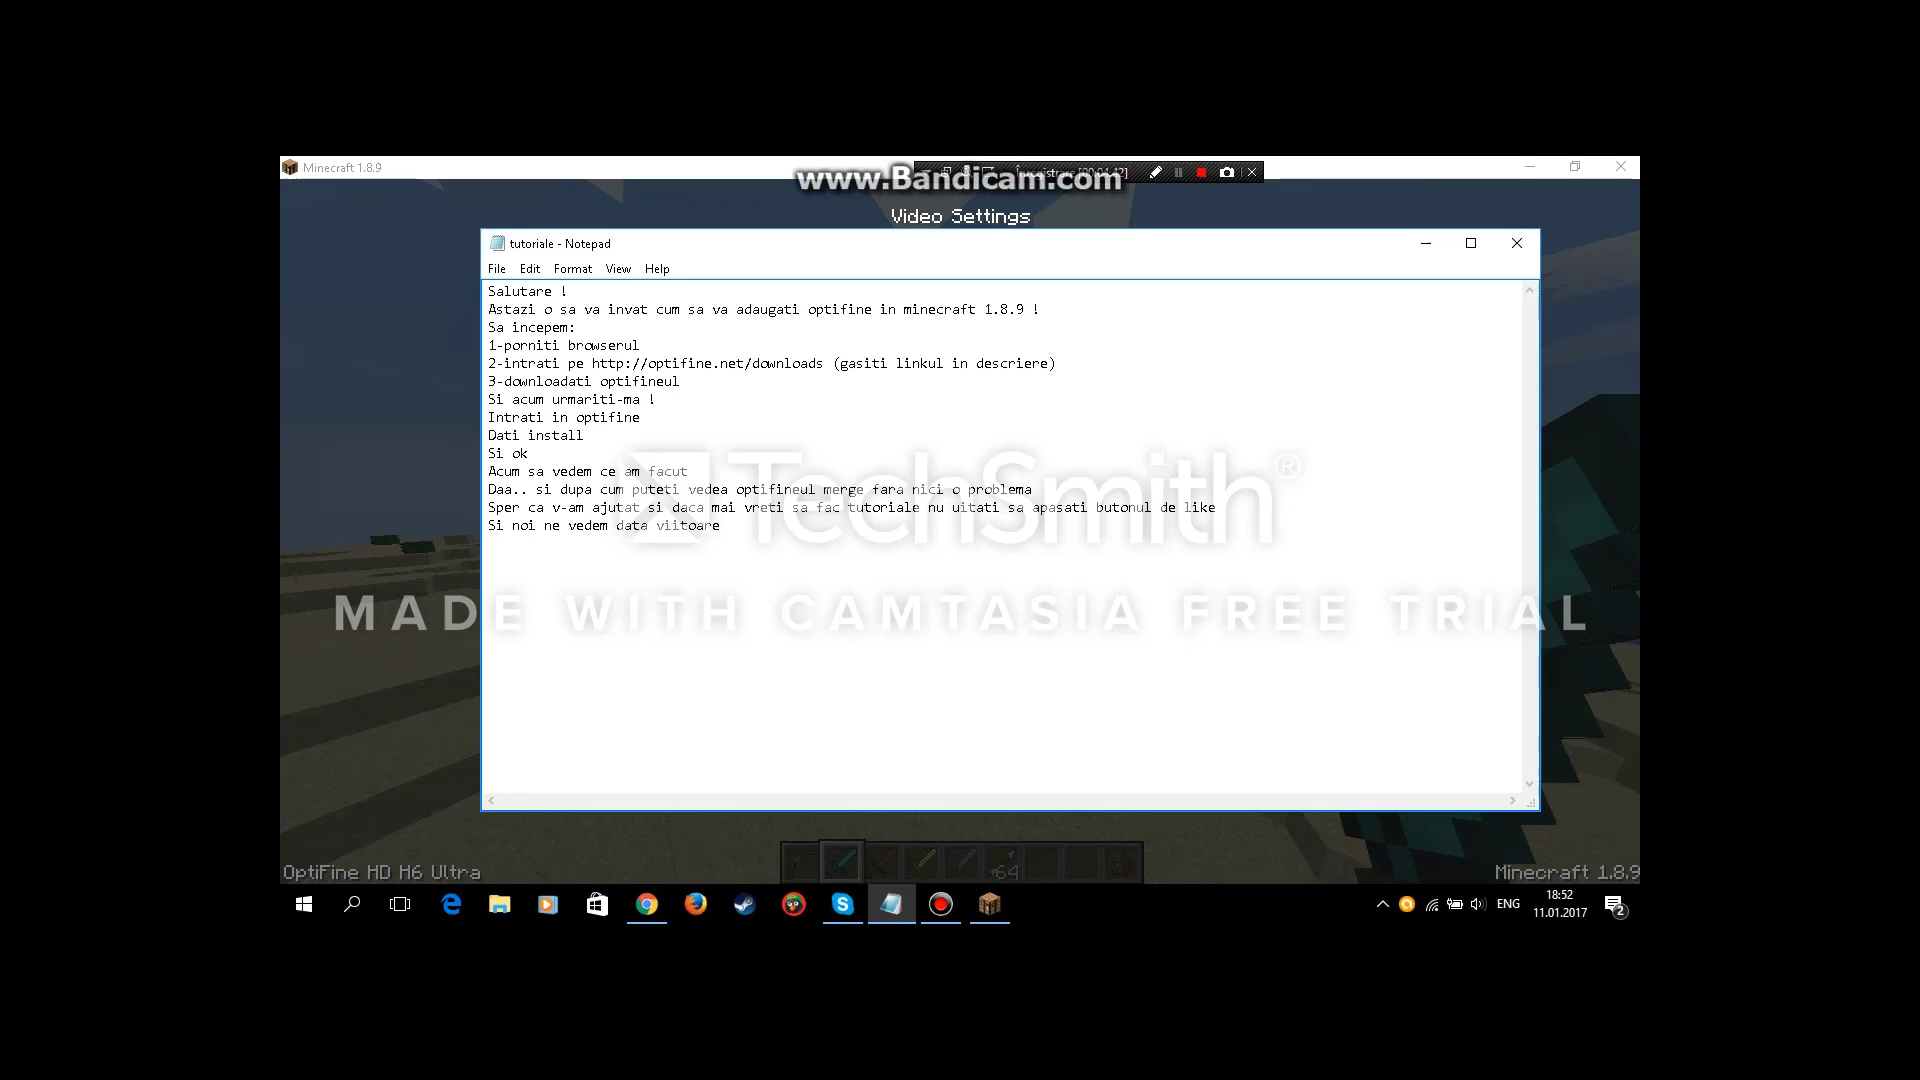 Minecraft 1.8.9
www.Bandicam.com
Video Settings
tutoriale - Notepad
File Edit Format View Help
Salutare !
Astazi o sa va invat cum sa va adaugati optifine in minecraft 1.8.9 !
Sa incepem:
1-porniti browserul
2-intrati pe http://optifine.net/downloads (gasiti linkul in descriere)
3-downloadati optifineul
Si acum urmariti-ma !
Intrati in optifine
Dati install
Si ok
Acum sa vedem ce am facut
Daa.. si dupa cum puteti vedea optifineul merge fara nici o problema
Sper ca v-am ajutat si daca mai vreti sa fac tutoriale nu uitati sa apasati butonul de like
Si noi ne vedem data viitoare
TechSmith®
MADE WITH CAMTASIA FREE TRIAL
64
OptiFine HD H6 Ultra
Minecraft 1.8.9
ENG
18:52
11.01.2017
2